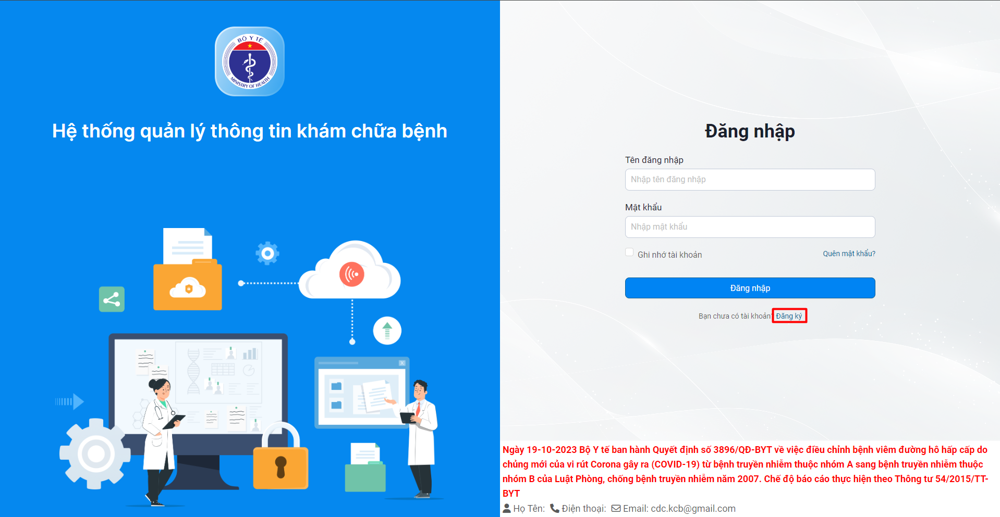 BỘ Y TẾ
MINISTRY OF HEALTH
Hệ thống quản lý thông tin khám chữa bệnh
X
Đăng nhập
Tên đăng nhập
Nhập tên đăng nhập
Mật khẩu
Nhập mật khẩu
Ghi nhớ tài khoản
Quên mật khẩu?
Đăng nhập
Bạn chưa có tài khoản? Đăng ký
Ngày 19-10-2023 Bộ Y tế ban hành Quyết định số 3896/QĐ-BYT về việc điều chỉnh bệnh viêm đường hô hấp cấp do
chủng mới của vi rút Corona gây ra (COVID-19) từ bệnh truyền nhiễm thuộc nhóm A sang bệnh truyền nhiễm thuộc
nhóm B của Luật Phòng, chống bệnh truyền nhiễm năm 2007. Chế độ báo cáo thực hiện theo Thông tư 54/2015/TT-
BYT
Họ Tên: Điện thoại: Email: cdc.kcb@gmail.com